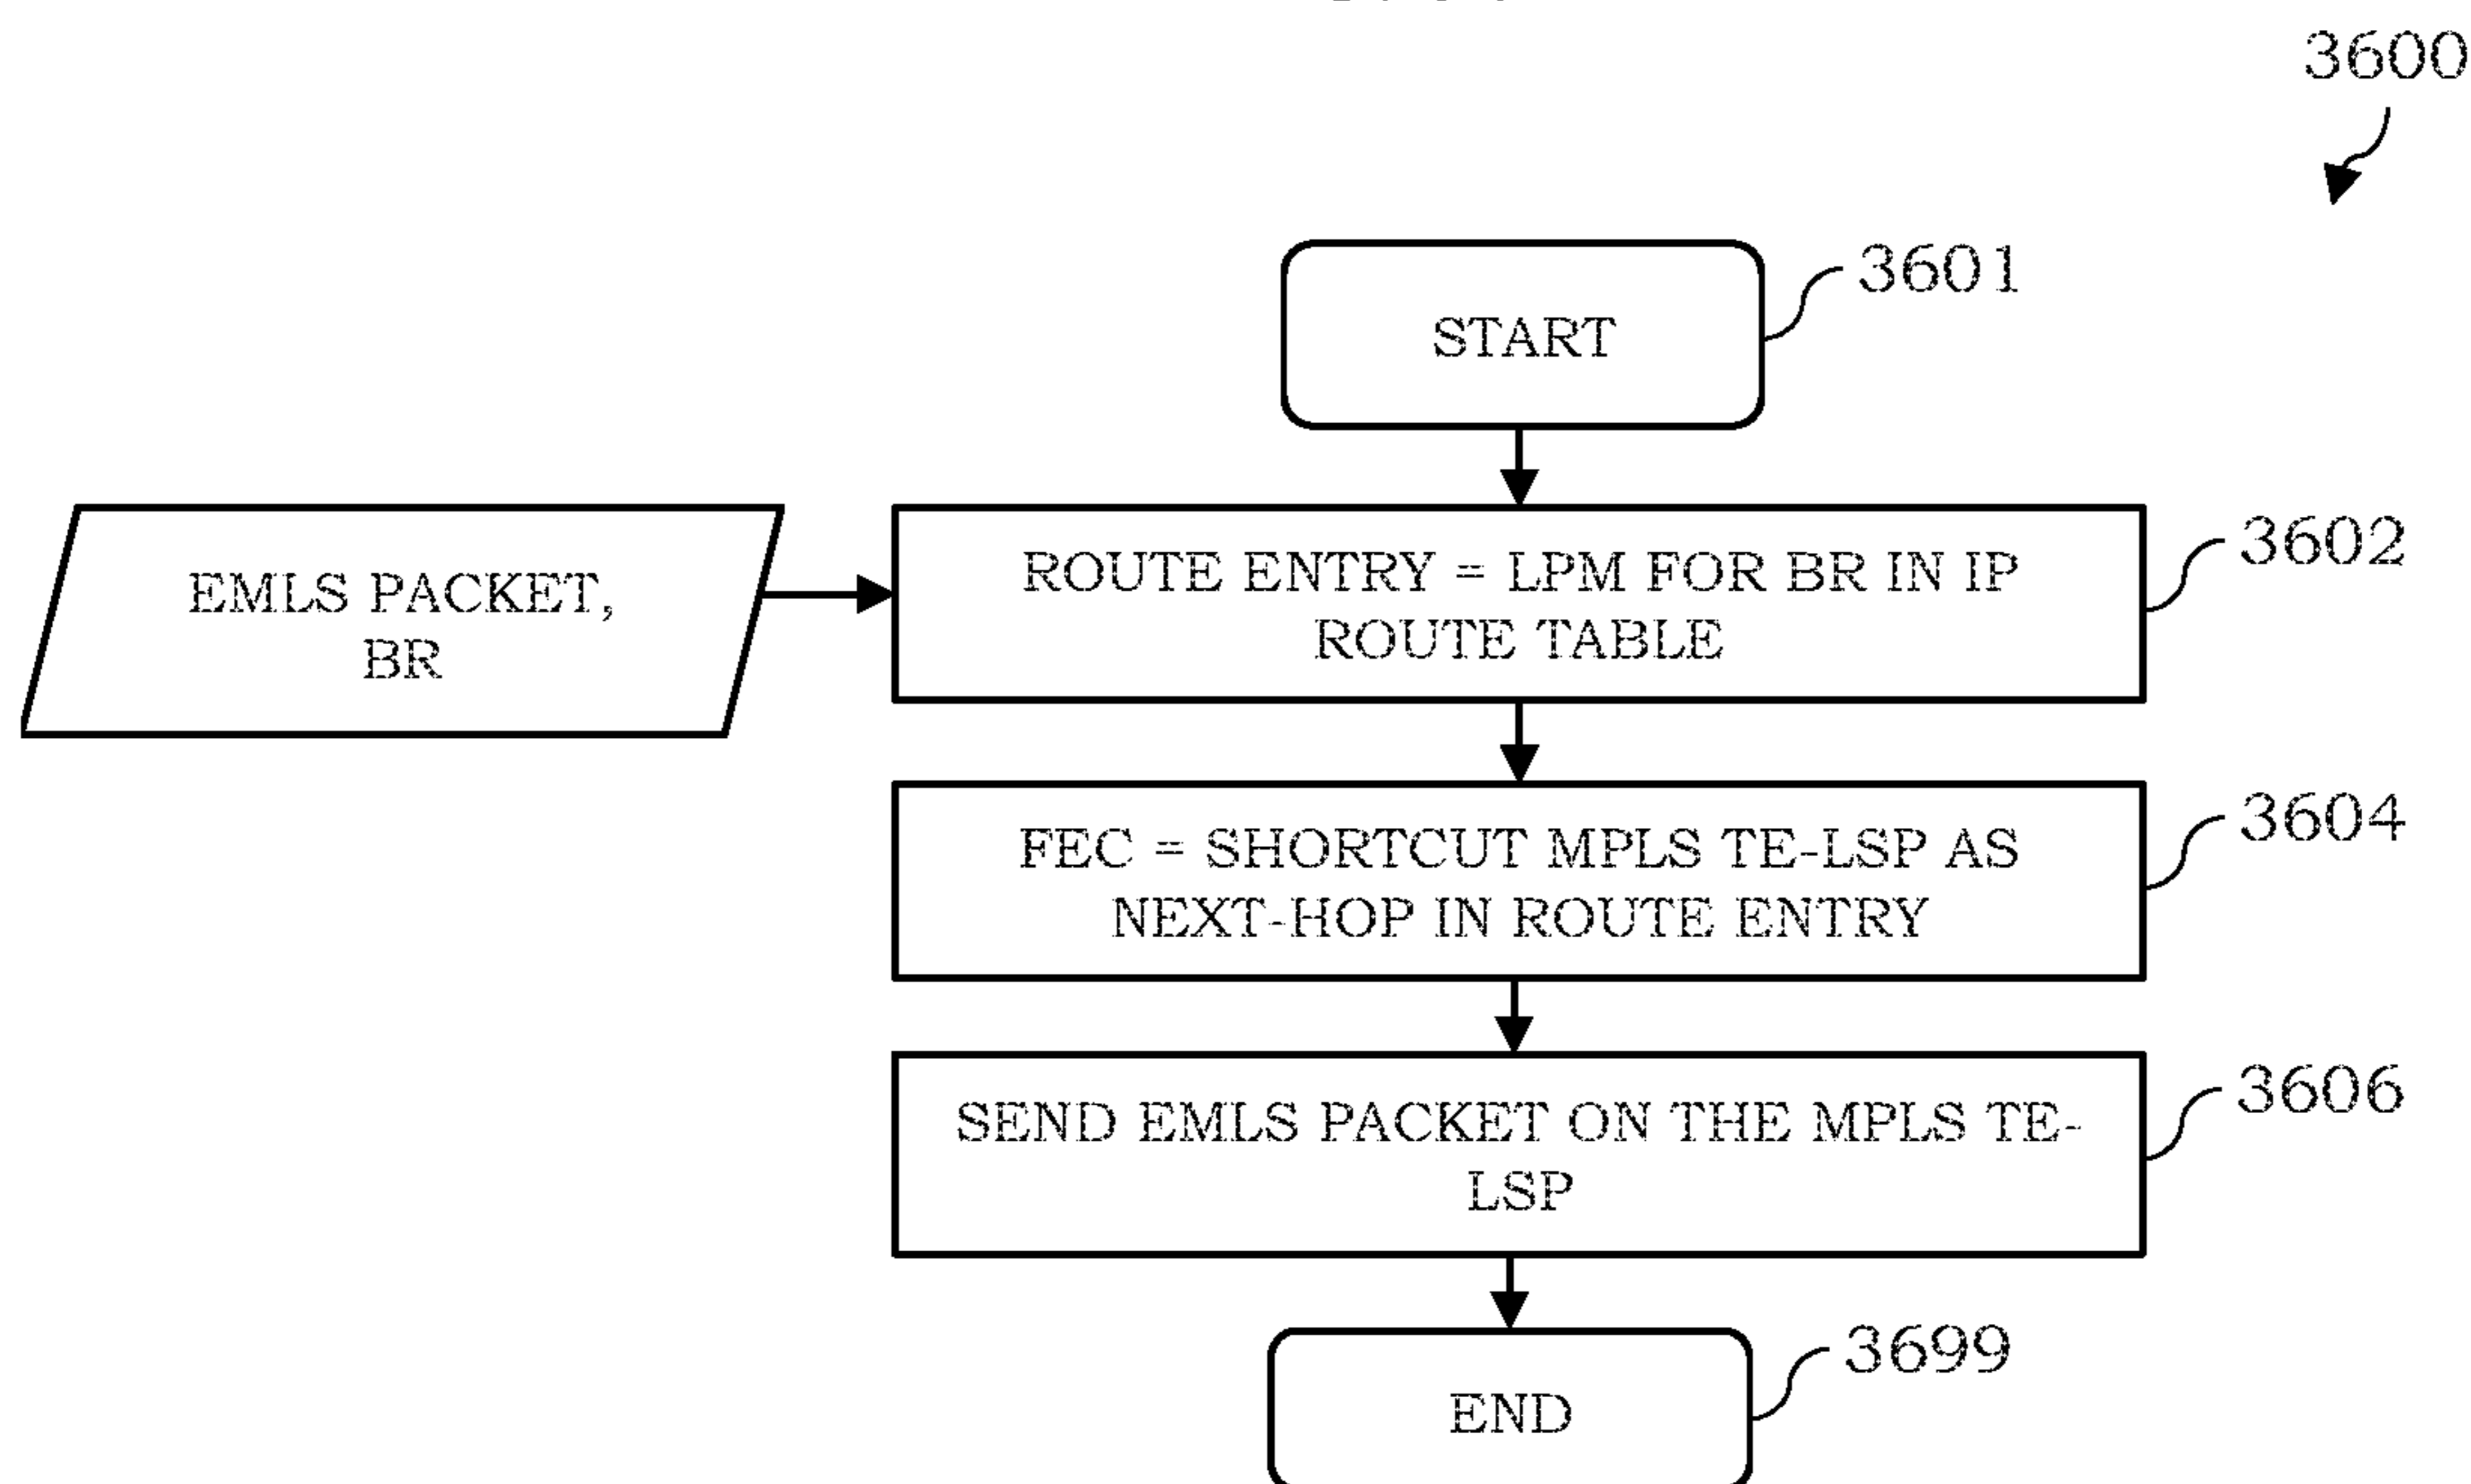 3600
3601
START
EMLS PACKET,
BR
ROUTE ENTRY = LPM FOR BR IN IP
ROUTE TABLE
3602
FEC = SHORTCUT MPLS TE-LSP AS
NEXT-HOP IN ROUTE ENTRY
3604
SEND EMLS PACKET ON THE MPLS TE-
LSP
3606
END
3699